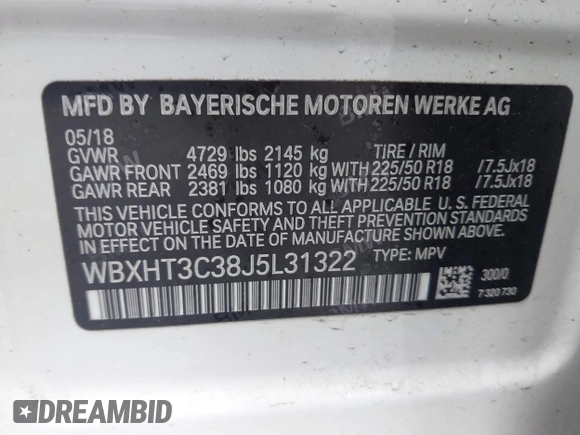 MFD BY BAYERISCHE MOTOREN WERKE AG
05/18
GVWR 4729 lbs 2145 kg TIRE / RIM
GAWR FRONT 2469 lbs 1120 kg WITH 225/50 R18 /7.5Jx18
GAWR REAR 2381 lbs 1080 kg WITH 225/50 R18 /7.5Jx18
THIS VEHICLE CONFORMS TO ALL APPLICABLE U. S. FEDERAL
MOTOR VEHICLE SAFETY AND THEFT PREVENTION STANDARDS
IN EFFECT ON THE DATE OF MANUFACTURE SHOWN ABOVE.
WBXHT3C38J5L31322 TYPE: MPV
300/0
7 320 730
DREAMBID